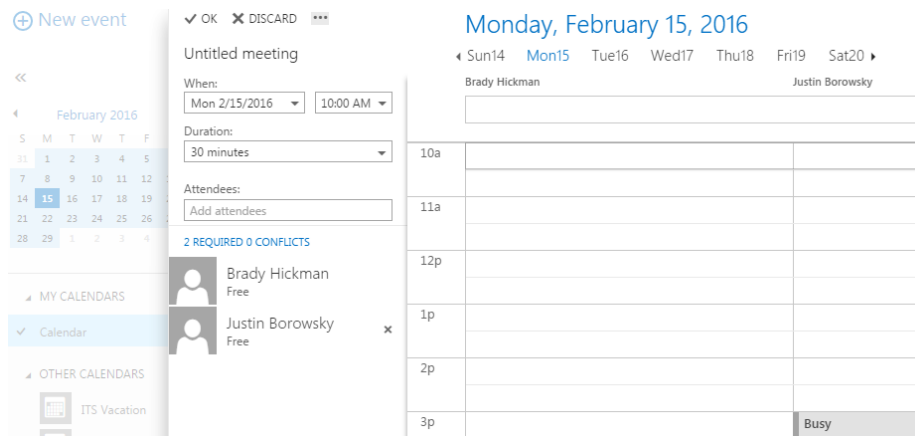 New event
«
February 2016
S M T W T F
31 1 2 3 4 5
7 8 9 10 11 12
14 15 16 17 18 19
21 22 23 24 25 26
28 29 1 2 3 4
MY CALENDARS
Calendar
OTHER CALENDARS
ITS Vacation
OK DISCARD •••
Untitled meeting
When:
Mon 2/15/2016 10:00 AM
Duration:
30 minutes
Attendees:
Add attendees
2 REQUIRED 0 CONFLICTS
Brady Hickman
Free
Justin Borowsky
Free
Monday, February 15, 2016
Sun14 Mon15 Tue16 Wed17 Thu18 Fri19 Sat20
Brady Hickman Justin Borowsky
10a
11a
12p
1p
2p
3p Busy